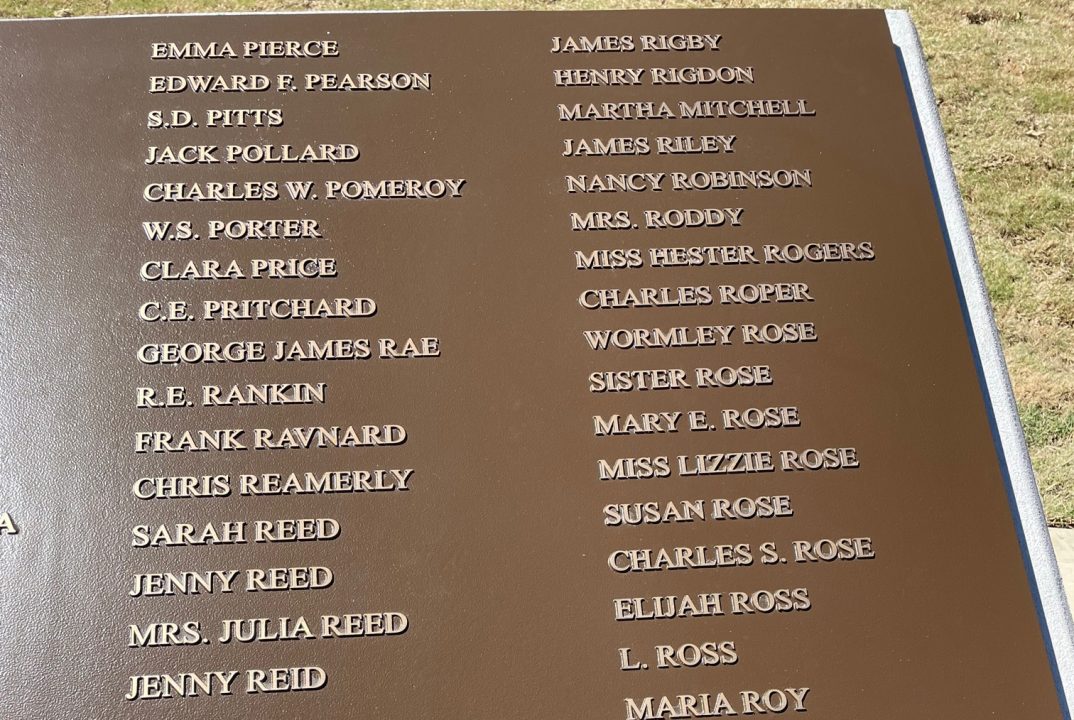 EMMA PIERCE
EDWARD F. PEARSON
S.D. PITTS
JACK POLLARD
CHARLES W. POMEROY
W.S. PORTER
CLARA PRICE
C.E. PRITCHARD
GEORGE JAMES RAE
R.E. RANKIN
FRANK RAVNARD
CHRIS REAMERLY
SARAH REED
JENNY REED
MRS. JULIA REED
JENNY REID
JAMES RIGBY
HENRY RIGDON
MARTHA MITCHELL
JAMES RILEY
NANCY ROBINSON
MRS. RODDY
MISS HESTER ROGERS
CHARLES ROPER
WORMLEY ROSE
SISTER ROSE
MARY E. ROSE
MISS LIZZIE ROSE
SUSAN ROSE
CHARLES S. ROSE
ELIJAH ROSS
L. ROSS
MARIA ROY